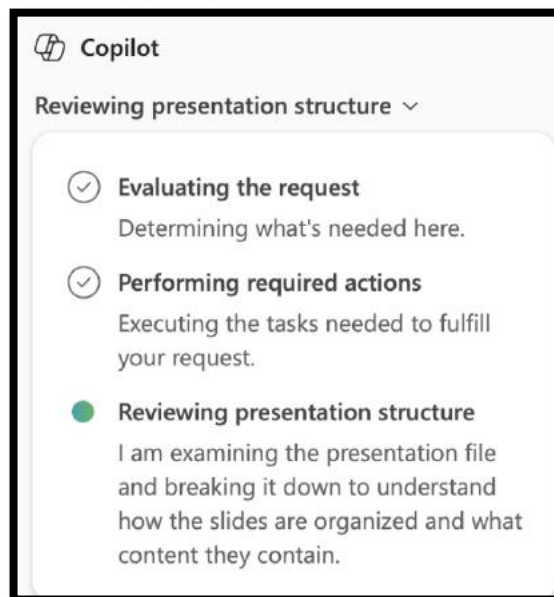 Copilot
Reviewing presentation structure
Evaluating the request
Determining what's needed here.
Performing required actions
Executing the tasks needed to fulfill
your request.
Reviewing presentation structure
I am examining the presentation file
and breaking it down to understand
how the slides are organized and what
content they contain.